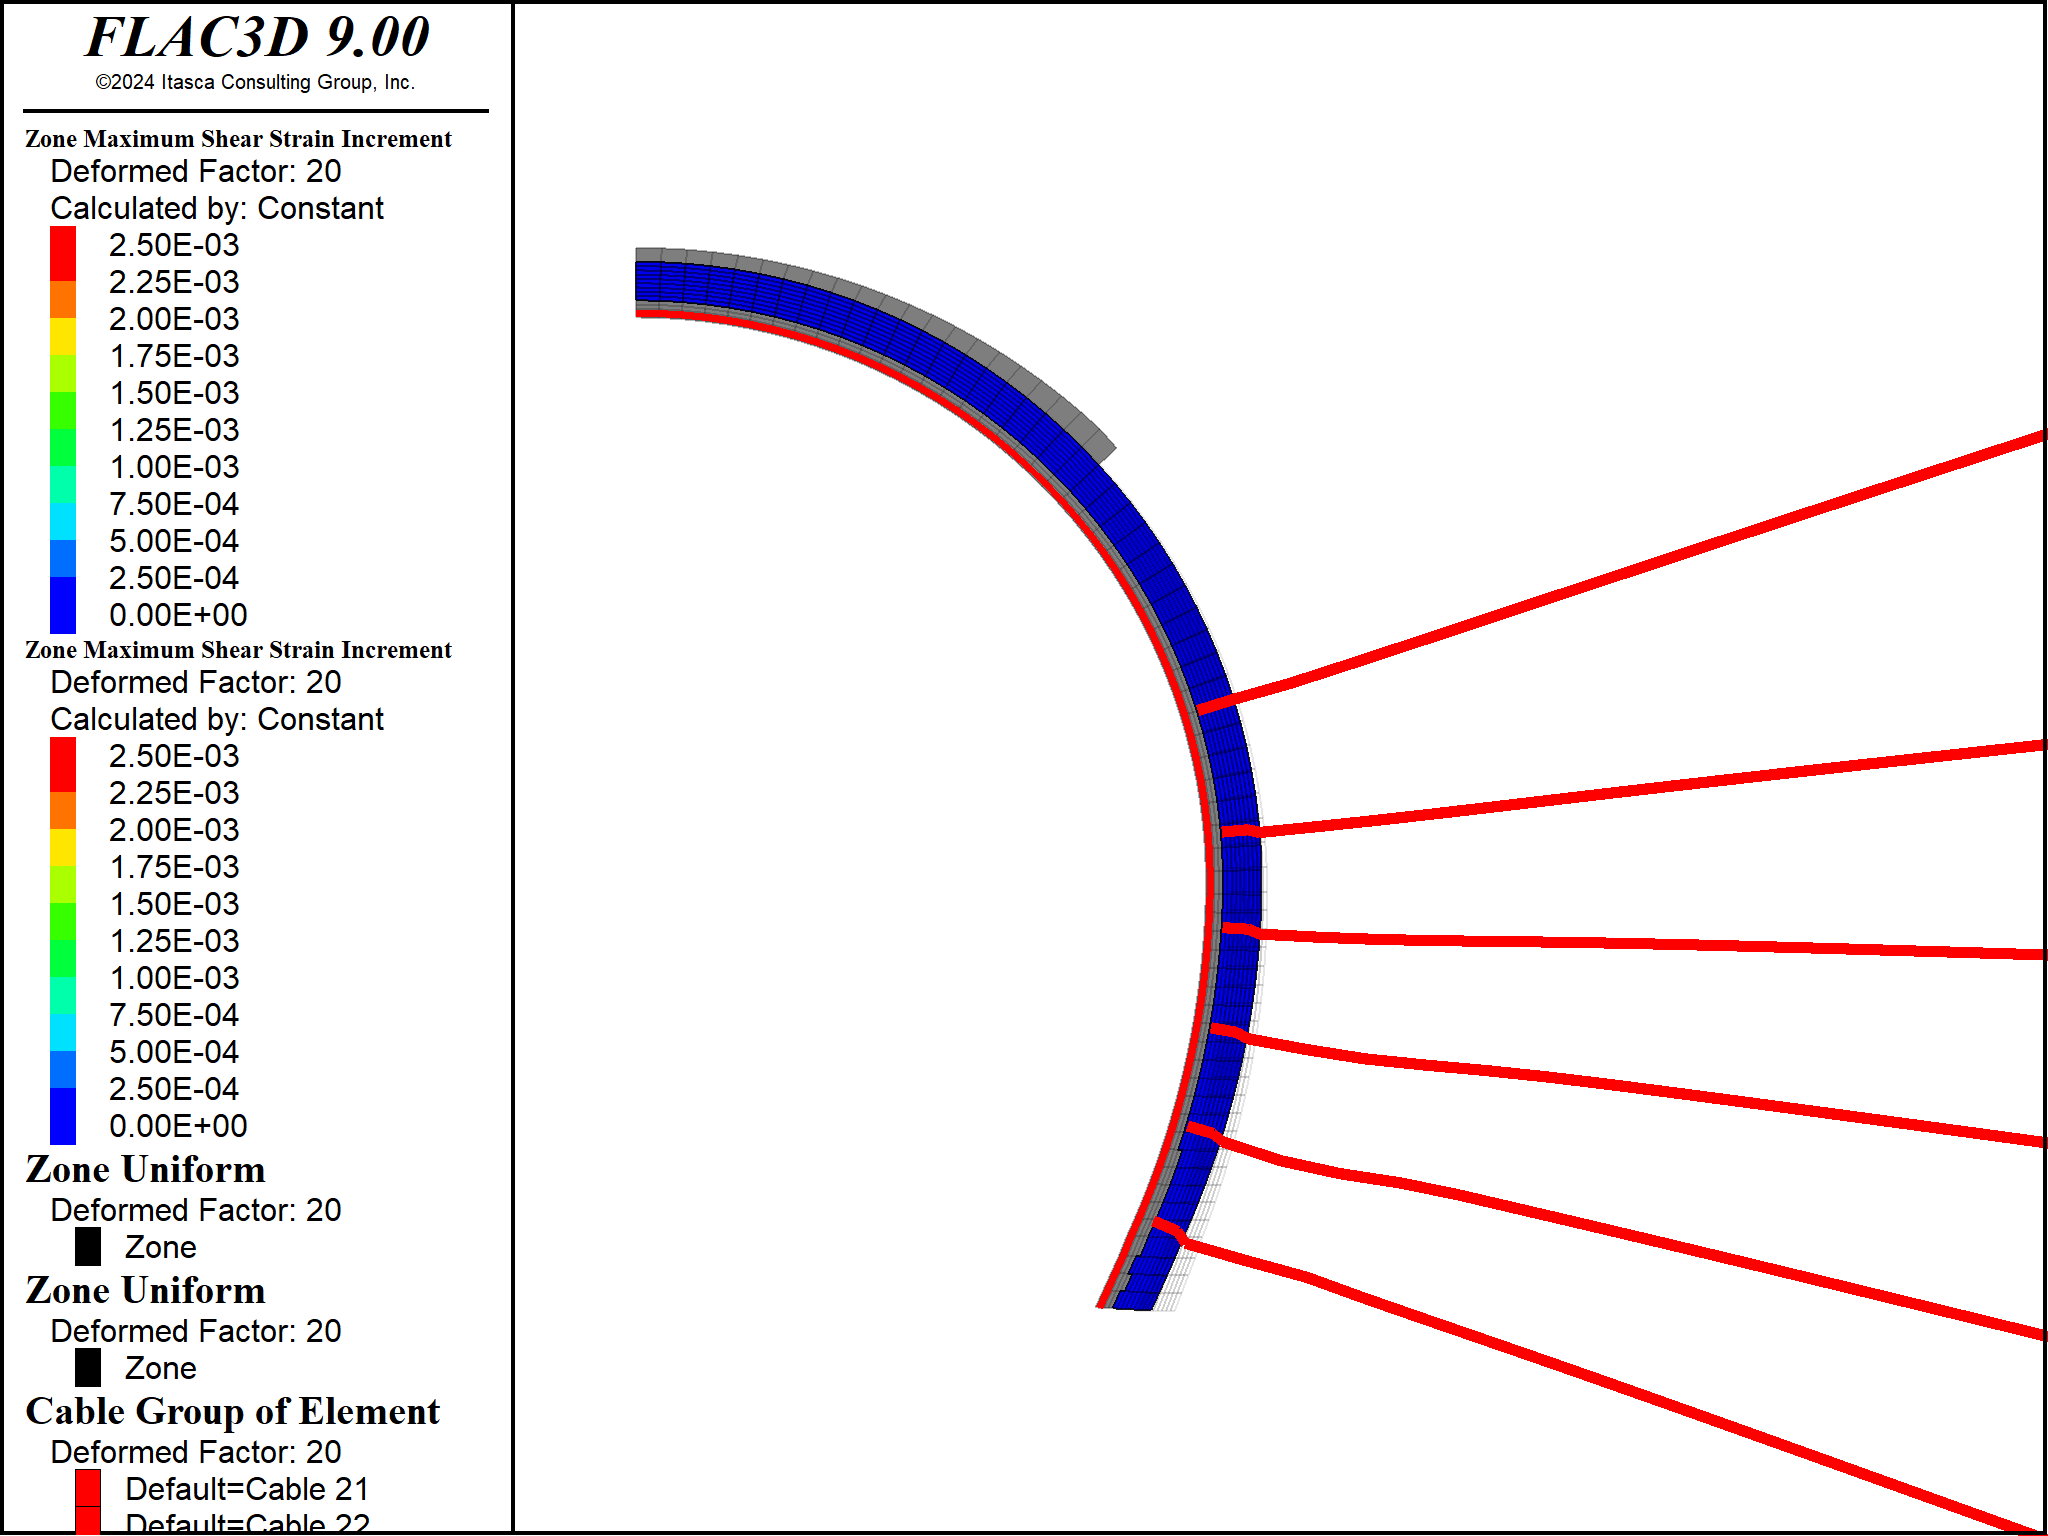 FLAC3D 9.00
©2024 Itasca Consulting Group, Inc.
Zone Maximum Shear Strain Increment
Deformed Factor: 20
Calculated by: Constant
2.50E-03
2.25E-03
2.00E-03
1.75E-03
1.50E-03
1.25E-03
1.00E-03
7.50E-04
5.00E-04
2.50E-04
0.00E+00
Zone Maximum Shear Strain Increment
Deformed Factor: 20
Calculated by: Constant
2.50E-03
2.25E-03
2.00E-03
1.75E-03
1.50E-03
1.25E-03
1.00E-03
7.50E-04
5.00E-04
2.50E-04
0.00E+00
Zone Uniform
Deformed Factor: 20
Zone
Zone Uniform
Deformed Factor: 20
Zone
Cable Group of Element
Deformed Factor: 20
Default=Cable 21
Default=Cable 22